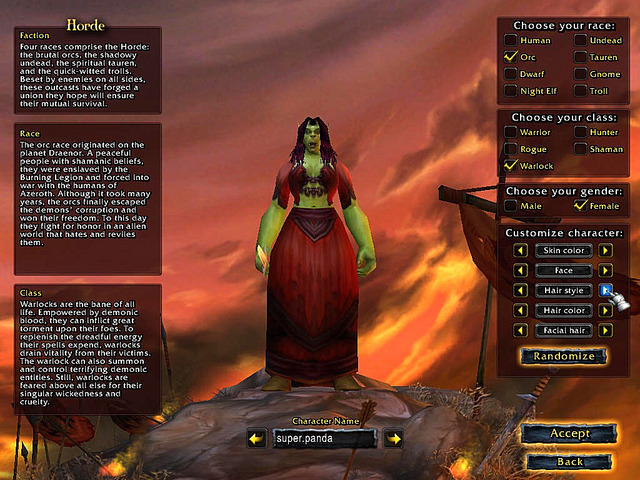 Horde
Faction
Four races comprise the Horde:
the brutal orcs, the shadowy
undead, the spiritual tauren,
and the quick-witted trolls.
Beset by enemies on all sides,
these outcasts have forged a
union they hope will ensure
their mutual survival.
Race
The orc race originated on the
planet Draenor. A peaceful
people with shamanic beliefs,
they were enslaved by the
Burning Legion and forced into
war with the humans of
Azeroth. Although it took many
years, the orcs finally escaped
the demons' corruption and
won their freedom. To this day
they fight for honor in an alien
world that hates and reviles
them.
Class
Warlocks are the bane of all
life. Empowered by demonic
blood, they can inflict great
torment upon their foes. To
replenish the dreadful energy
their spells expend, warlocks
drain vitality from their victims.
The warlock can also summon
and control terrifying demonic
entities. Still, warlocks are
feared above all else for their
singular wickedness and
cruelty.
Character Name
super.panda
Choose your race:
Human Undead
Orc Tauren
Dwarf Gnome
Night Elf Troll
Choose your class:
Warrior Hunter
Rogue Shaman
Warlock
Choose your gender:
Male Female
Customize character:
Skin color
Face
Hair style
Hair color
Facial hair
Randomize
Accept
Back